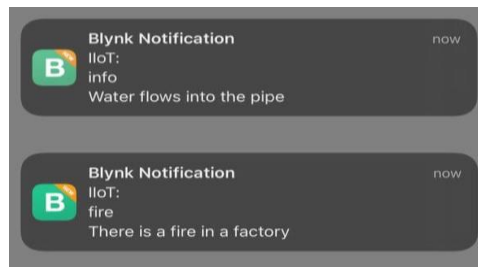 Blynk Notification now
IIoT:
info
Water flows into the pipe
Blynk Notification now
IIoT:
fire
There is a fire in a factory